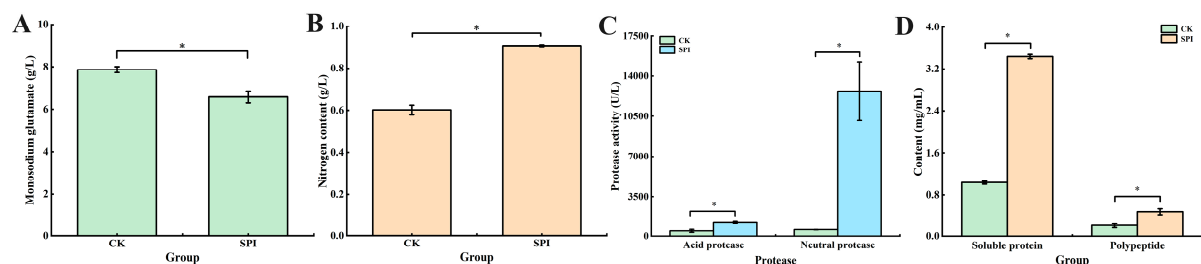 A
Monosodium glutamate (g/L)
10
8
6
4
2
0
*
CK
SPI
Group
B
Nitrogen content (g/L)
1.0
0.8
0.6
0.4
0.2
0.0
*
CK
SPI
Group
C
Protease activity (U/L)
17500
14000
10500
7000
3500
0
CK
SPI
*
*
Acid protease
Neutral protease
Protease
D
Content (mg/mL)
4.0
3.2
2.4
1.6
0.8
0.0
CK
SPI
*
*
Soluble protein
Polypeptide
Group